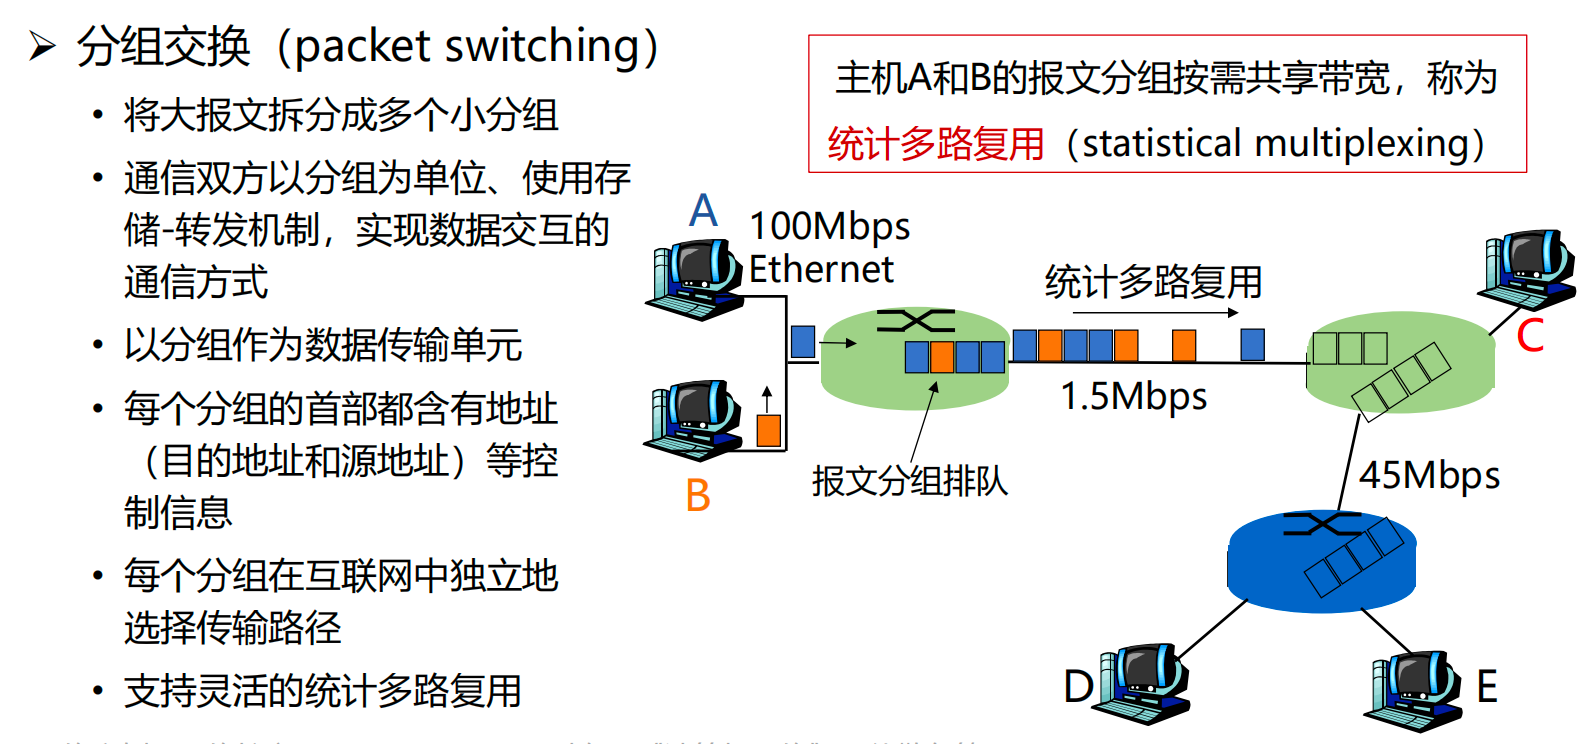 ➢ 分组交换（packet switching）
• 将大报文拆分成多个小分组
• 通信双方以分组为单位、使用存
储-转发机制，实现数据交互的
通信方式
• 以分组作为数据传输单元
• 每个分组的首部都含有地址
（目的地址和源地址）等控
制信息
• 每个分组在互联网中独立地
选择传输路径
• 支持灵活的统计多路复用
主机A和B的报文分组按需共享带宽，称为
统计多路复用（statistical multiplexing）
A
100Mbps
Ethernet
统计多路复用
C
1.5Mbps
B
报文分组排队
45Mbps
D
E